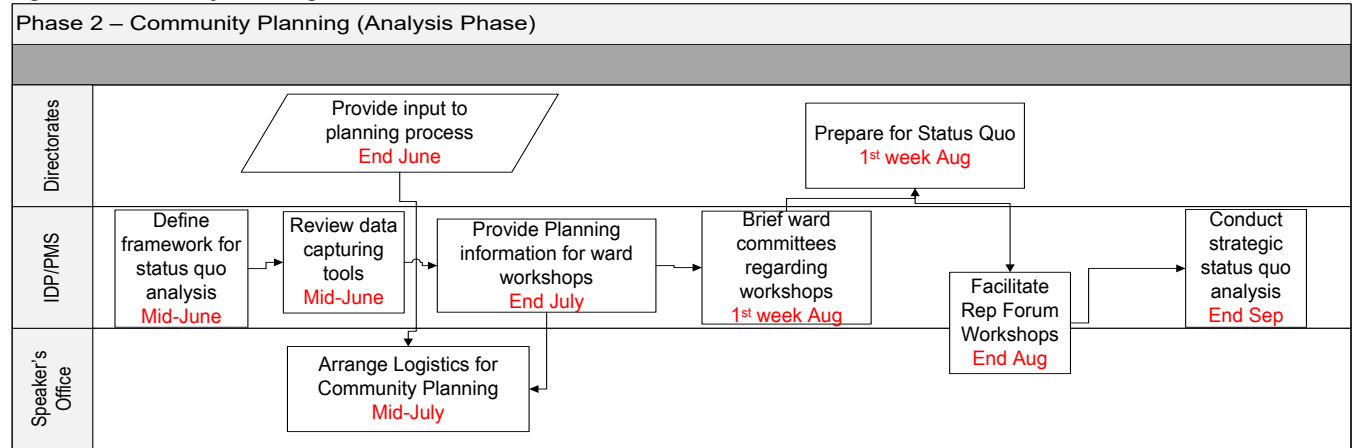 Phase 2 – Community Planning (Analysis Phase)
Directorates
Provide input to
planning process
End June
Prepare for Status Quo
1st week Aug
IDP/PMS
Define
framework for
status quo
analysis
Mid-June
Review data
capturing
tools
Mid-June
Provide Planning
information for ward
workshops
End July
Brief ward
committees
regarding
workshops
1st week Aug
Facilitate
Rep Forum
Workshops
End Aug
Conduct
strategic
status quo
analysis
End Sep
Speaker's
Office
Arrange Logistics for
Community Planning
Mid-July